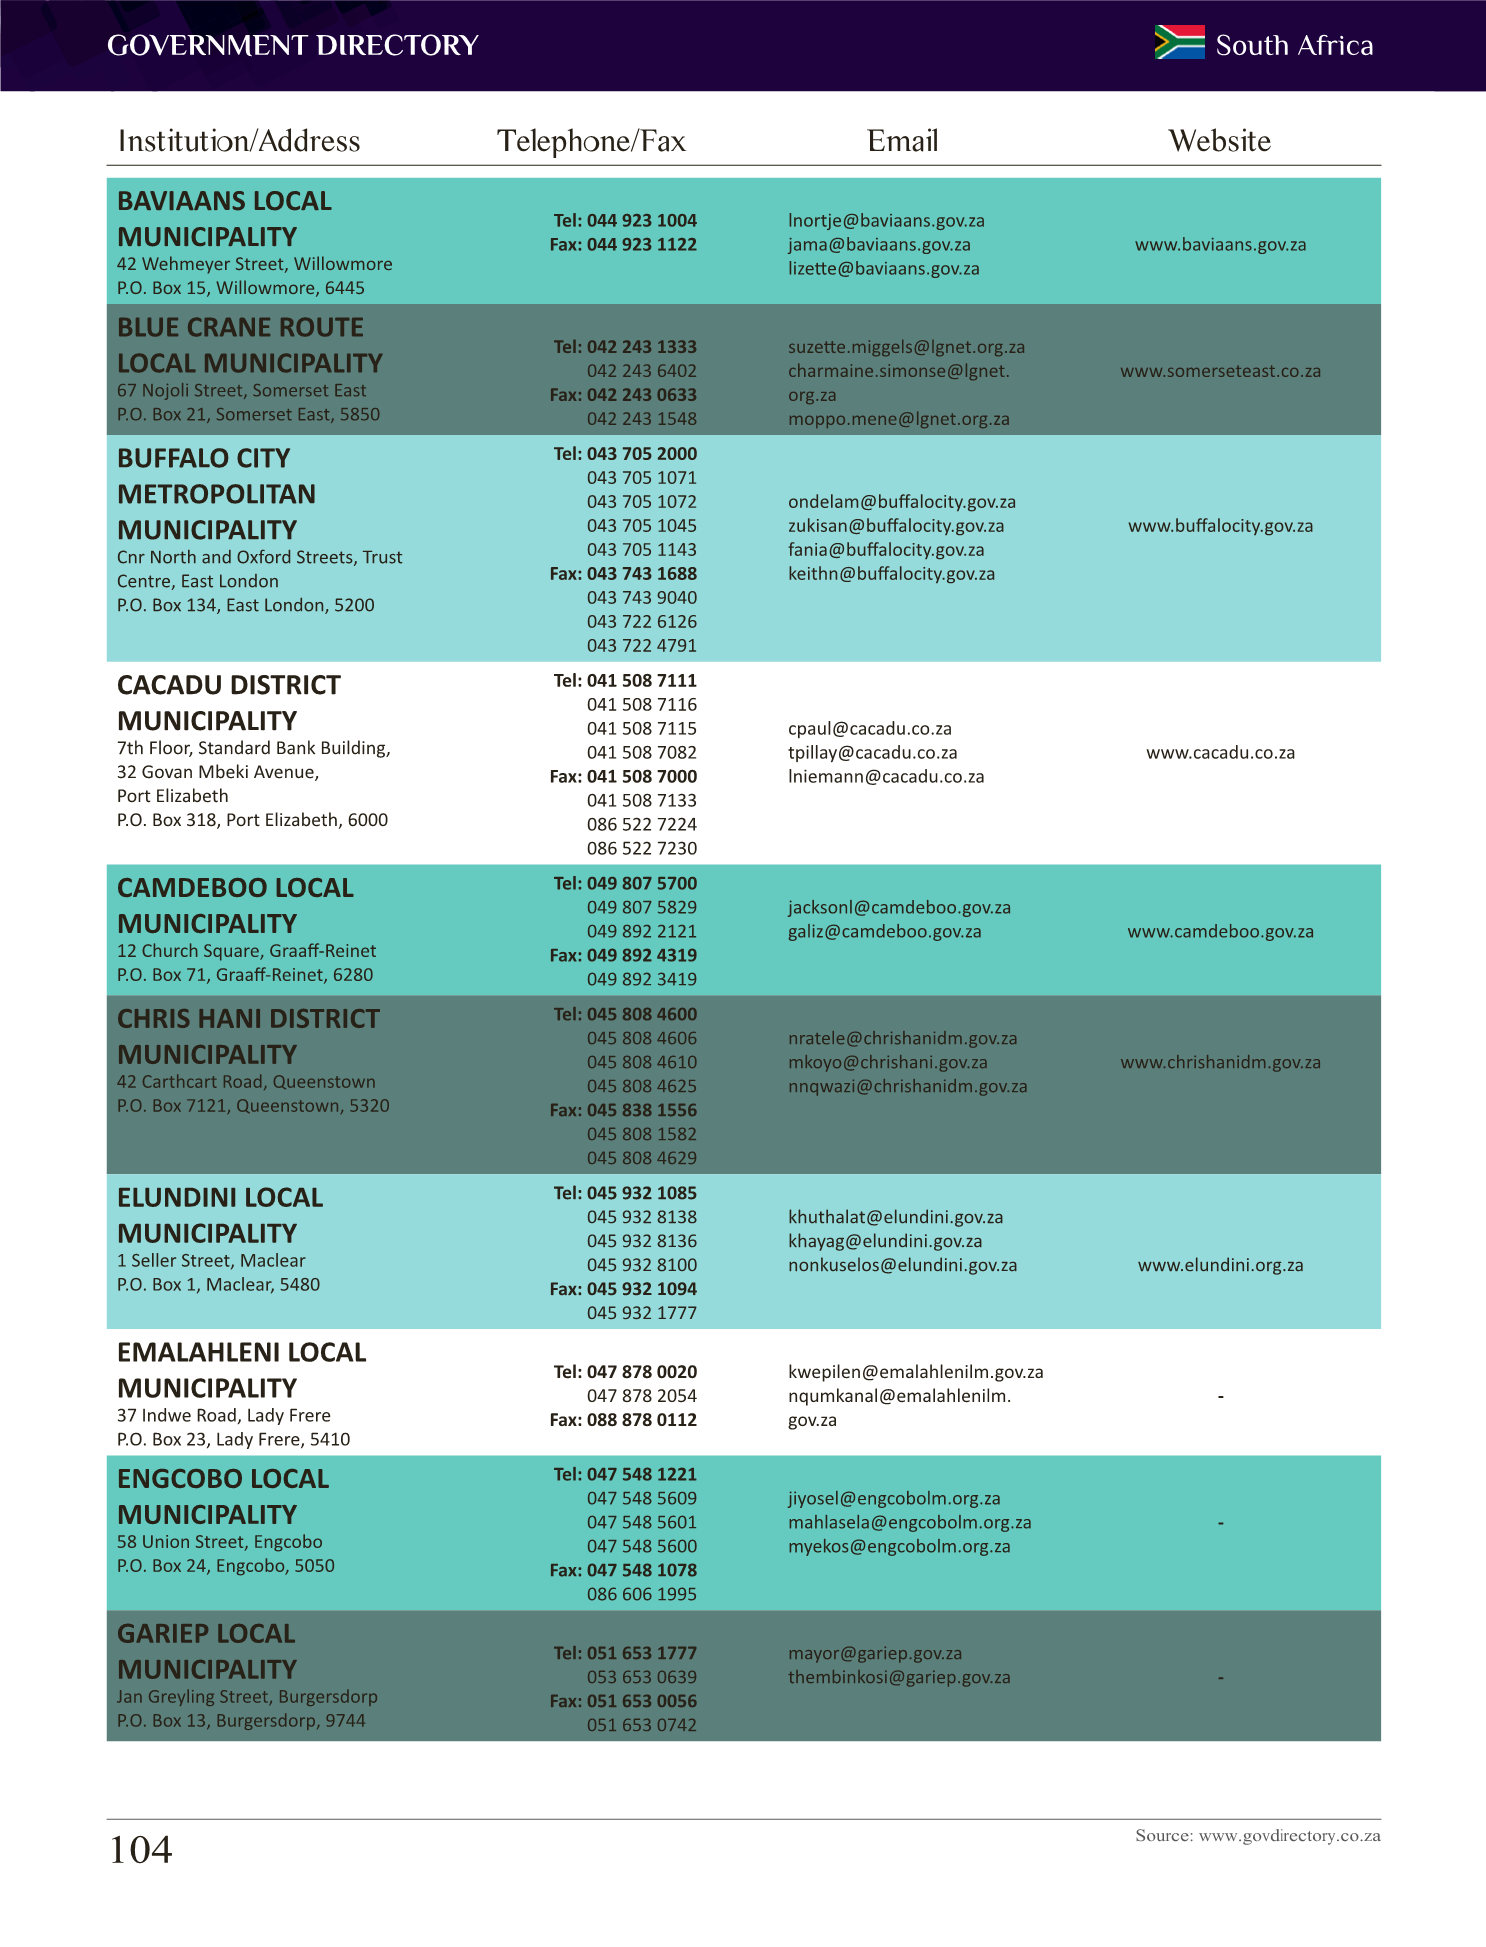 GOVERNMENT DIRECTORY
South Africa
Institution/Address
Telephone/Fax
Email
Website
BAVIAANS LOCAL
MUNICIPALITY
42 Wehmeyer Street, Willowmore
P.O. Box 15, Willowmore, 6445
Tel: 044 923 1004
Fax: 044 923 1122
lnortje@baviaans.gov.za
jama@baviaans.gov.za
lizette@baviaans.gov.za
www.baviaans.gov.za
BLUE CRANE ROUTE
LOCAL MUNICIPALITY
67 Nojoli Street, Somerset East
P.O. Box 21, Somerset East, 5850
Tel: 042 243 1333
042 243 6402
Fax: 042 243 0633
042 243 1548
suzette.miggels@lgnet.org.za
charmaine.simonse@lgnet.
org.za
moppo.mene@lgnet.org.za
www.somerseteast.co.za
BUFFALO CITY
METROPOLITAN
MUNICIPALITY
Cnr North and Oxford Streets, Trust
Centre, East London
P.O. Box 134, East London, 5200
Tel: 043 705 2000
043 705 1071
043 705 1072
043 705 1045
043 705 1143
Fax: 043 743 1688
043 743 9040
043 722 6126
043 722 4791
ondelam@buffalocity.gov.za
zukisan@buffalocity.gov.za
fania@buffalocity.gov.za
keithn@buffalocity.gov.za
www.buffalocity.gov.za
CACADU DISTRICT
MUNICIPALITY
7th Floor, Standard Bank Building,
32 Govan Mbeki Avenue,
Port Elizabeth
P.O. Box 318, Port Elizabeth, 6000
Tel: 041 508 7111
041 508 7116
041 508 7115
041 508 7082
Fax: 041 508 7000
041 508 7133
086 522 7224
086 522 7230
cpaul@cacadu.co.za
tpillay@cacadu.co.za
lniemann@cacadu.co.za
www.cacadu.co.za
CAMDEBOO LOCAL
MUNICIPALITY
12 Church Square, Graaff-Reinet
P.O. Box 71, Graaff-Reinet, 6280
Tel: 049 807 5700
049 807 5829
049 892 2121
Fax: 049 892 4319
049 892 3419
jacksonl@camdeboo.gov.za
galiz@camdeboo.gov.za
www.camdeboo.gov.za
CHRIS HANI DISTRICT
MUNICIPALITY
42 Carthcart Road, Queenstown
P.O. Box 7121, Queenstown, 5320
Tel: 045 808 4600
045 808 4606
045 808 4610
045 808 4625
Fax: 045 838 1556
045 808 1582
045 808 4629
nratele@chrishanidm.gov.za
mkoyo@chrishani.gov.za
nnqwazi@chrishanidm.gov.za
www.chrishanidm.gov.za
ELUNDINI LOCAL
MUNICIPALITY
1 Seller Street, Maclear
P.O. Box 1, Maclear, 5480
Tel: 045 932 1085
045 932 8138
045 932 8136
045 932 8100
Fax: 045 932 1094
045 932 1777
khuthalat@elundini.gov.za
khayag@elundini.gov.za
nonkuselos@elundini.gov.za
www.elundini.org.za
EMALAHLENI LOCAL
MUNICIPALITY
37 Indwe Road, Lady Frere
P.O. Box 23, Lady Frere, 5410
Tel: 047 878 0020
047 878 2054
Fax: 088 878 0112
kwepilen@emalahlenilm.gov.za
nqumkanal@emalahlenilm.
gov.za
-
ENGCOBO LOCAL
MUNICIPALITY
58 Union Street, Engcobo
P.O. Box 24, Engcobo, 5050
Tel: 047 548 1221
047 548 5609
047 548 5601
047 548 5600
Fax: 047 548 1078
086 606 1995
jiyosel@engcobolm.org.za
mahlasela@engcobolm.org.za
myekos@engcobolm.org.za
-
GARIEP LOCAL
MUNICIPALITY
Jan Greyling Street, Burgersdorp
P.O. Box 13, Burgersdorp, 9744
Tel: 051 653 1777
053 653 0639
Fax: 051 653 0056
051 653 0742
mayor@gariep.gov.za
thembinkosi@gariep.gov.za
-
104
Source: www.govdirectory.co.za